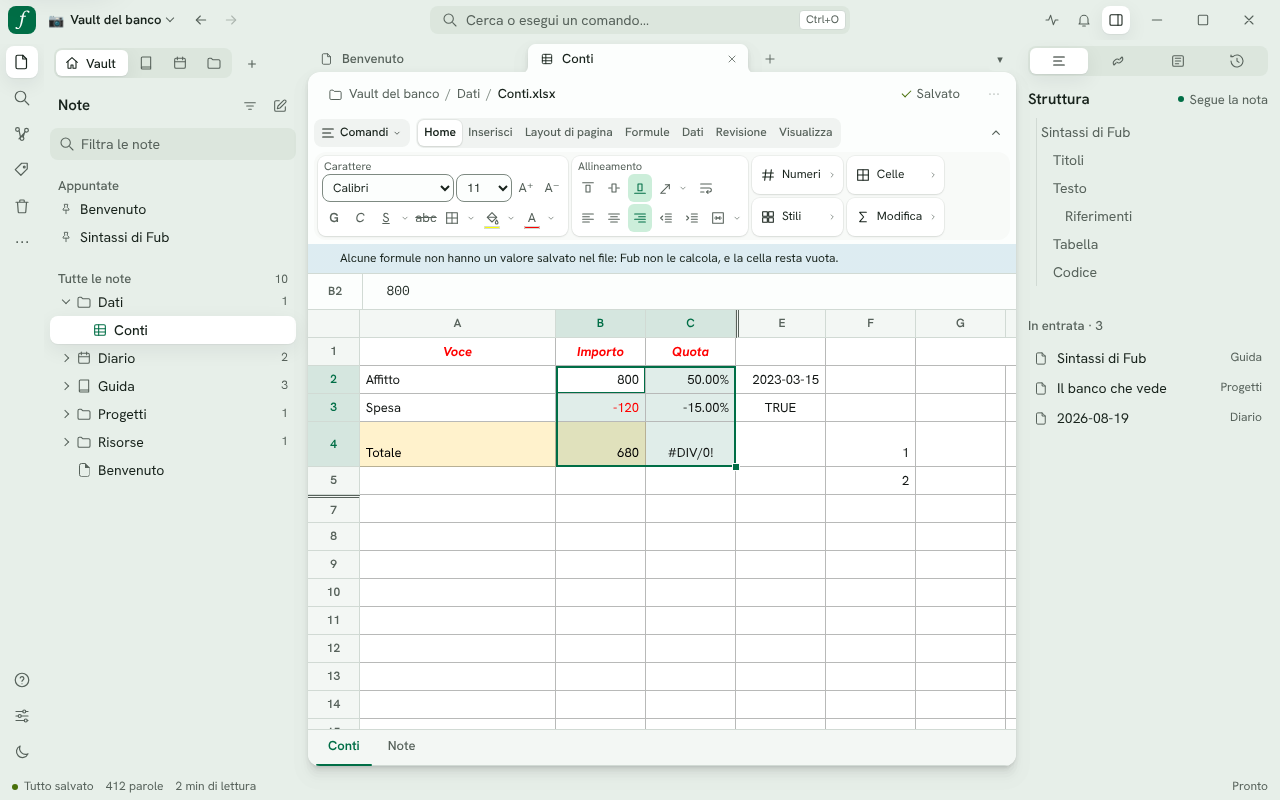 f Vault del banco Cerca o esegui un comando… Ctrl+O
Vault
Benvenuto
Conti
Note
Filtra le note
Appuntate
Benvenuto
Sintassi di Fub
Tutte le note 10
Dati 1
Conti
Diario 2
Guida 3
Progetti 1
Risorse 1
Benvenuto
Vault del banco / Dati / Conti.xlsx Salvato
Comandi Home Inserisci Layout di pagina Formule Dati Revisione Visualizza
Carattere
Calibri 11 A+ A−
G C S abc A
Allineamento
Numeri
Celle
Stili
Modifica
Alcune formule non hanno un valore salvato nel file: Fub non le calcola, e la cella resta vuota.
B2 800
A B C E F G
1 Voce Importo Quota
2 Affitto 800 50.00% 2023-03-15
3 Spesa -120 -15.00% TRUE
4 Totale 680 #DIV/0! 1
5 2
7
8
9
10
11
12
13
14
Conti Note
Struttura Segue la nota
Sintassi di Fub
Titoli
Testo
Riferimenti
Tabella
Codice
In entrata · 3
Sintassi di Fub Guida
Il banco che vede Progetti
2026-08-19 Diario
Tutto salvato 412 parole 2 min di lettura
Pronto